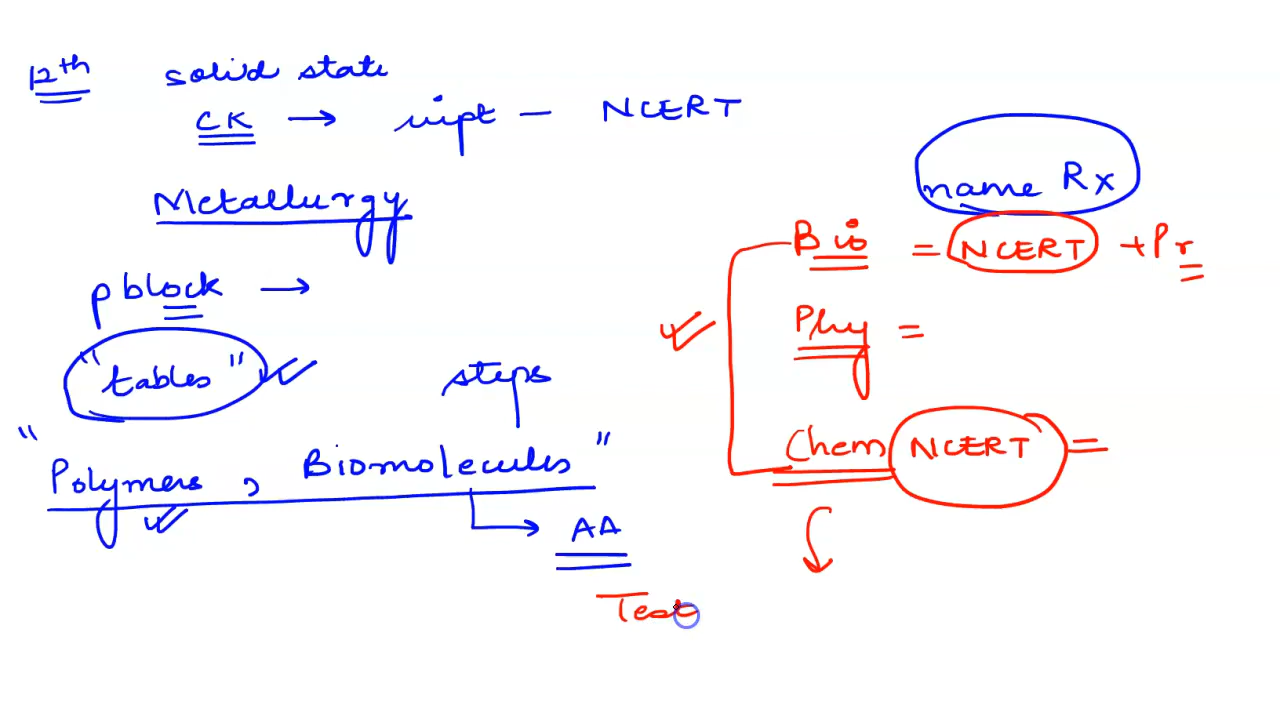 12th solid state
CK → impt - NCERT
Metallurgy
p block →
"tables"
steps
"Polymers, Biomolecules"
→ AA
Test
name Rx
Bio = NCERT + Pr
Phy =
Chem NCERT =